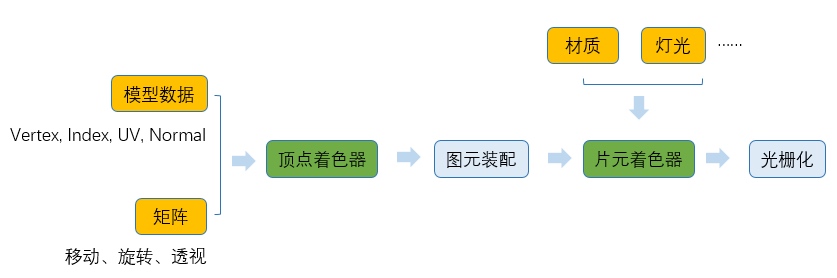 材质
灯光
······
模型数据
Vertex, Index, UV, Normal
顶点着色器
图元装配
片元着色器
光栅化
矩阵
移动、旋转、透视